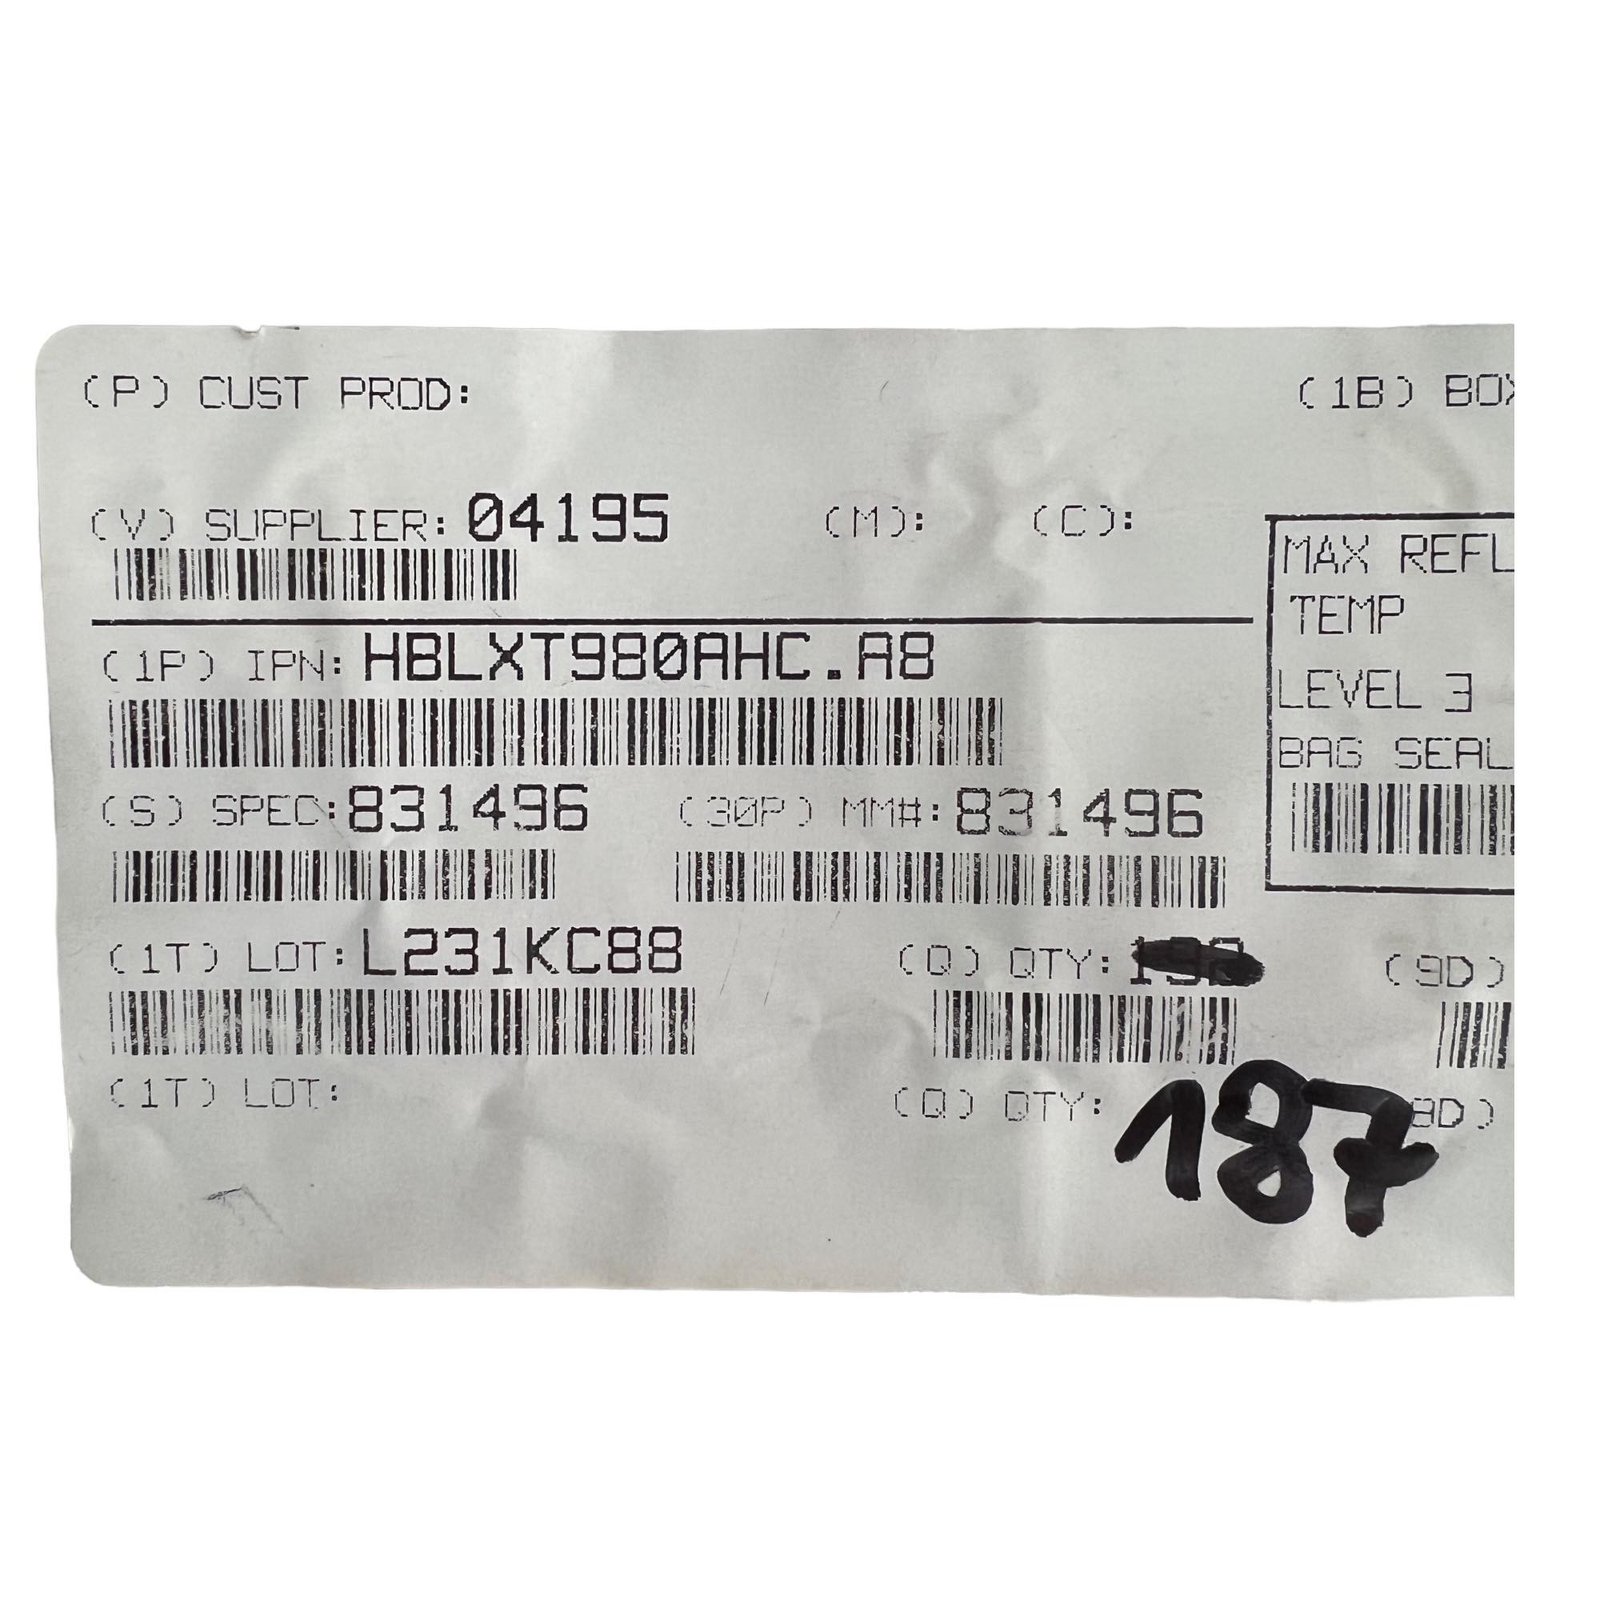 (P) CUST PROD:
(1B) BOX
(V) SUPPLIER: 04195
(M):
(C):
MAX REFL
TEMP
LEVEL 3
BAG SEAL
(1P) IPN: HBLXT980AHC.A8
(S) SPEC: 831496
(30P) MM#: 831496
(1T) LOT: L231KC88
(Q) QTY:
(9D)
(1T) LOT:
(Q) QTY: 187